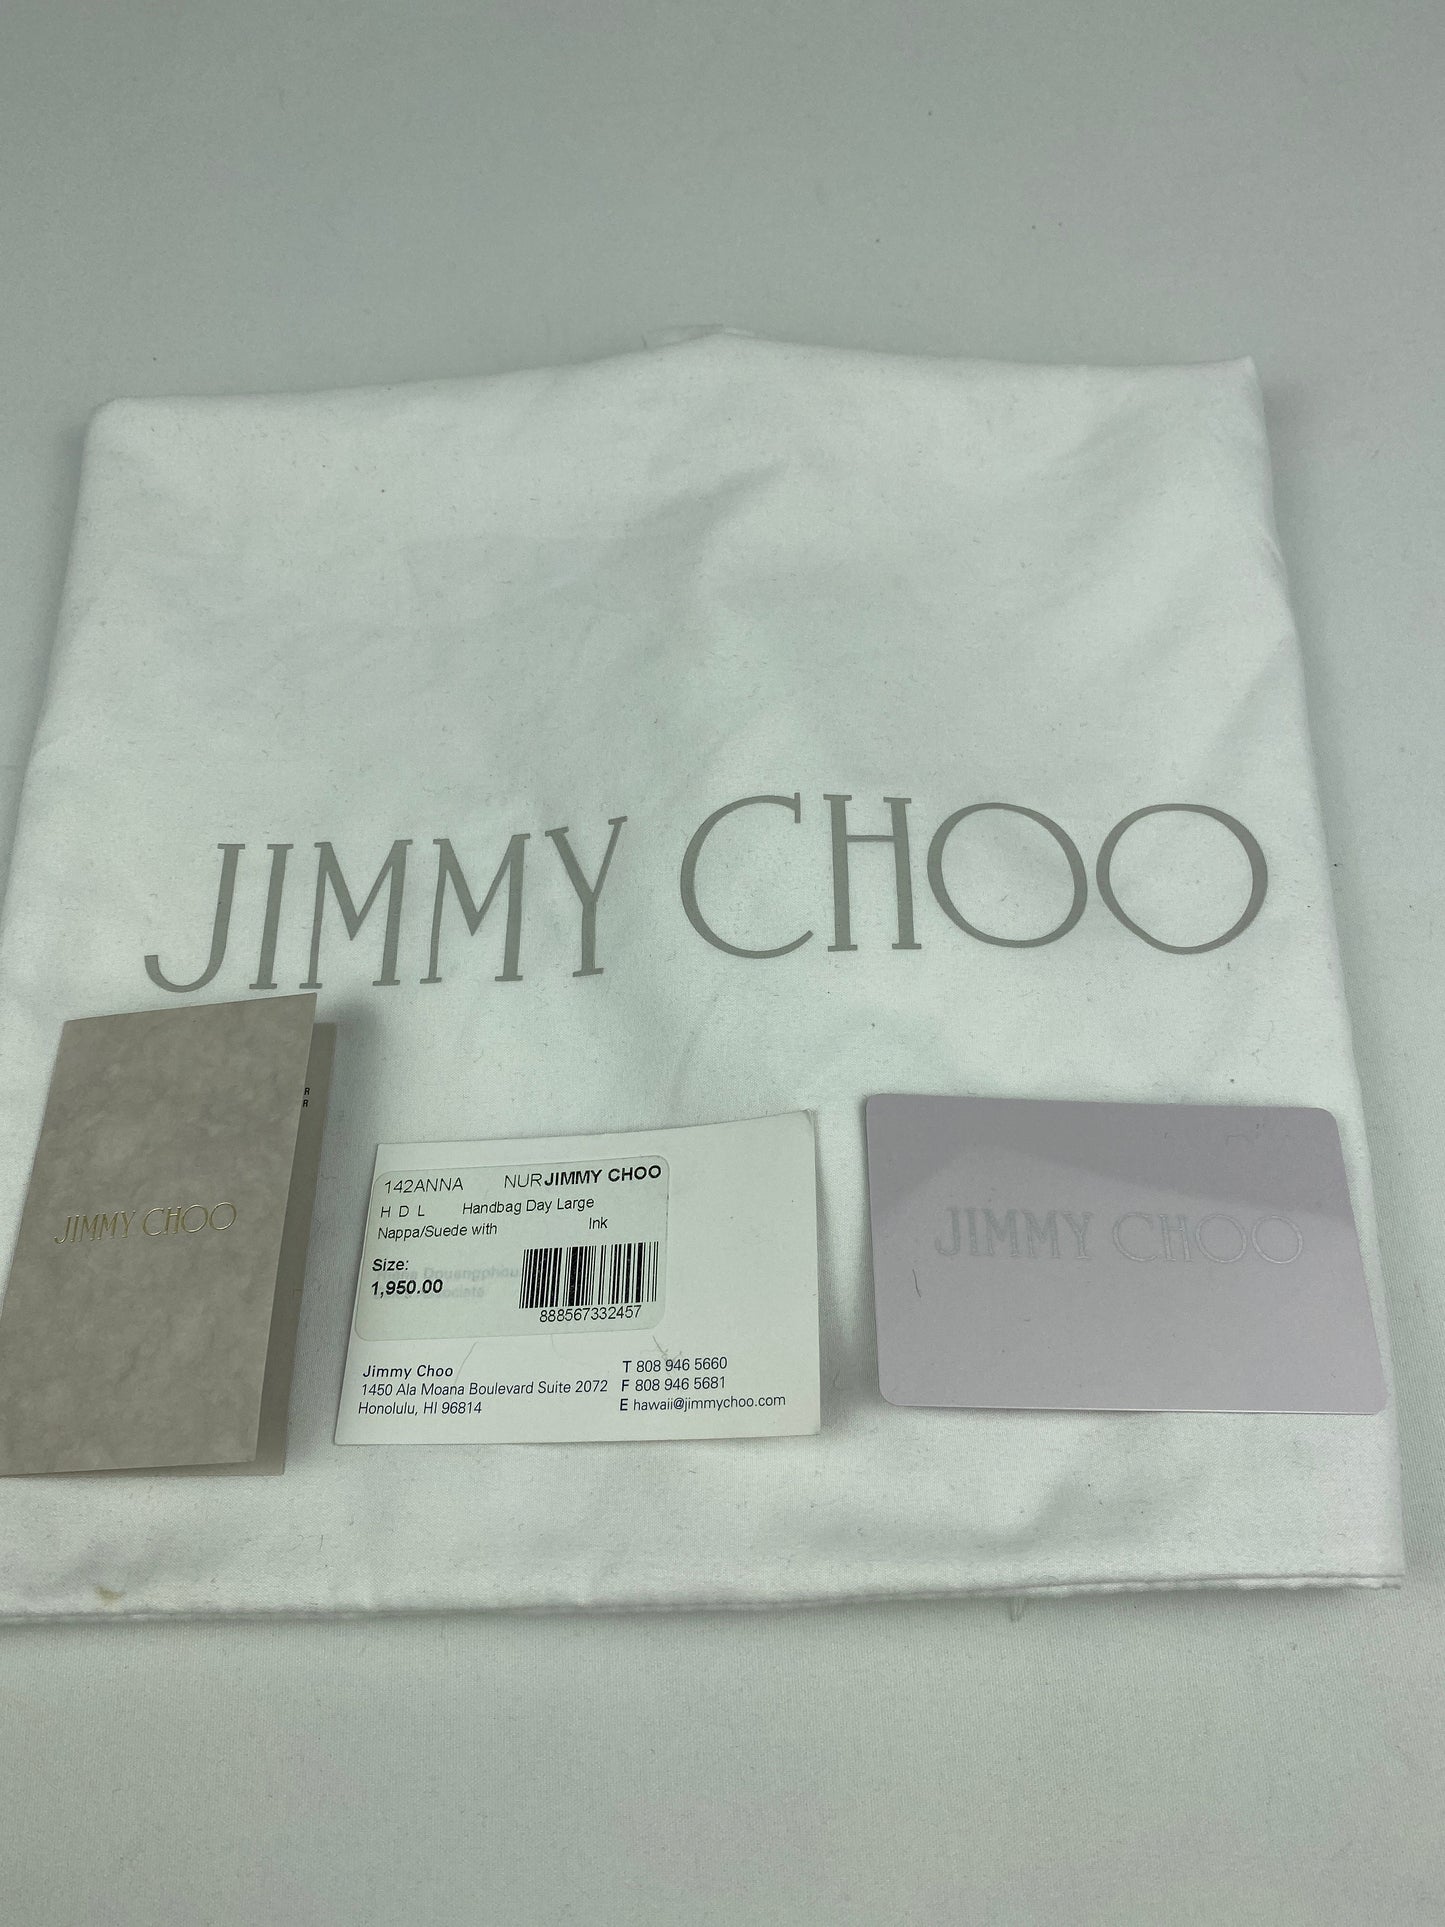 JIMMY CHOO
R
R
JIMMY CHOO
142ANNA NUR JIMMY CHOO
H D L Handbag Day Large
Nappa/Suede with Ink
Size:
1,950.00
888567332457
Jimmy Choo
1450 Ala Moana Boulevard Suite 2072
Honolulu, HI 96814
T 808 946 5660
F 808 946 5681
E hawaii@jimmychoo.com
JIMMY CHOO